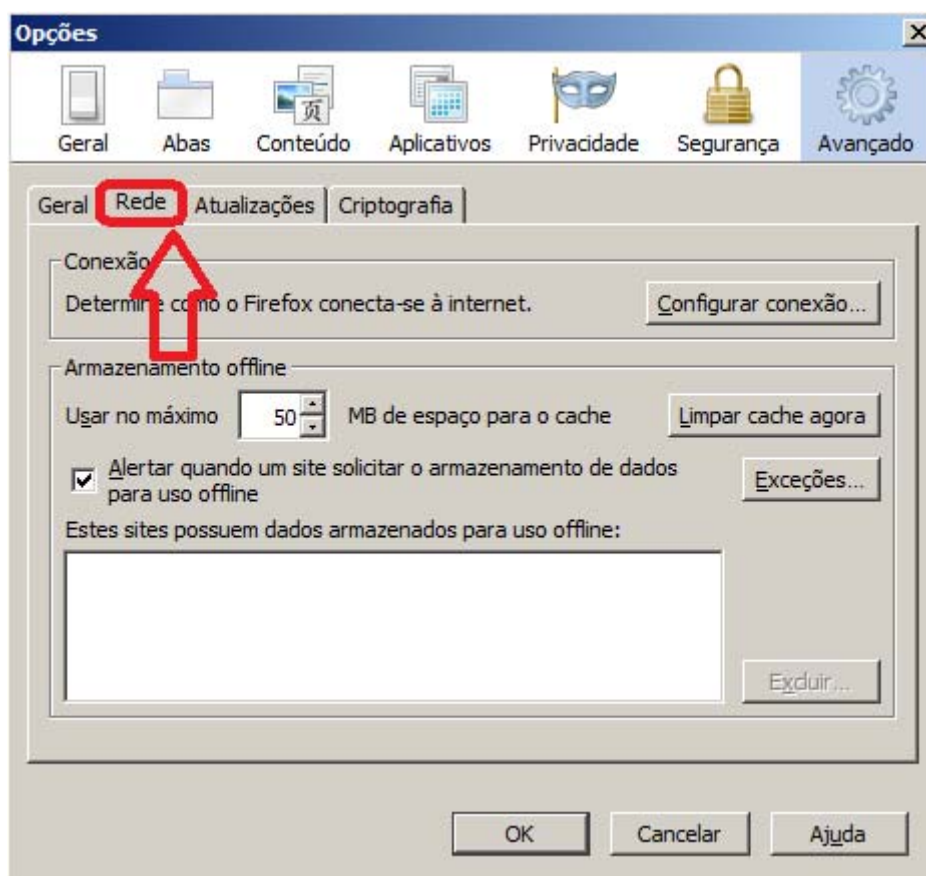 Opções
Geral Abas Conteúdo Aplicativos Privacidade Segurança Avançado
Geral Rede Atualizações Criptografia
Conexão
Determine como o Firefox conecta-se à internet. Configurar conexão...
Armazenamento offline
Usar no máximo 50 MB de espaço para o cache Limpar cache agora
Alertar quando um site solicitar o armazenamento de dados
para uso offline
Exceções...
Estes sites possuem dados armazenados para uso offline:
Excluir...
OK Cancelar Ajuda